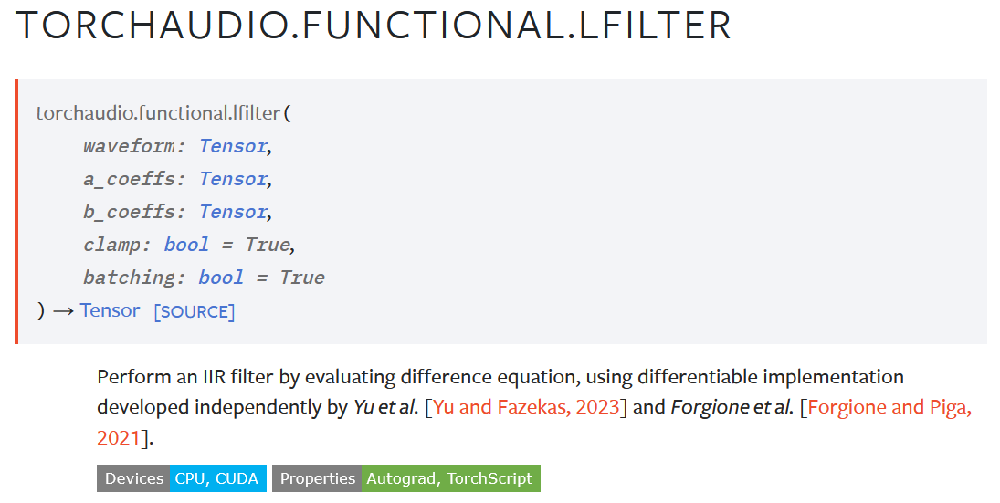 TORCHAUDIO.FUNCTIONAL.LFILTER
torchaudio.functional.lfilter(
waveform: Tensor,
a_coeffs: Tensor,
b_coeffs: Tensor,
clamp: bool = True,
batching: bool = True
) → Tensor [SOURCE]
Perform an IIR filter by evaluating difference equation, using differentiable implementation
developed independently by Yu et al. [Yu and Fazekas, 2023] and Forgione et al. [Forgione and Piga,
2021].
Devices CPU, CUDA Properties Autograd, TorchScript